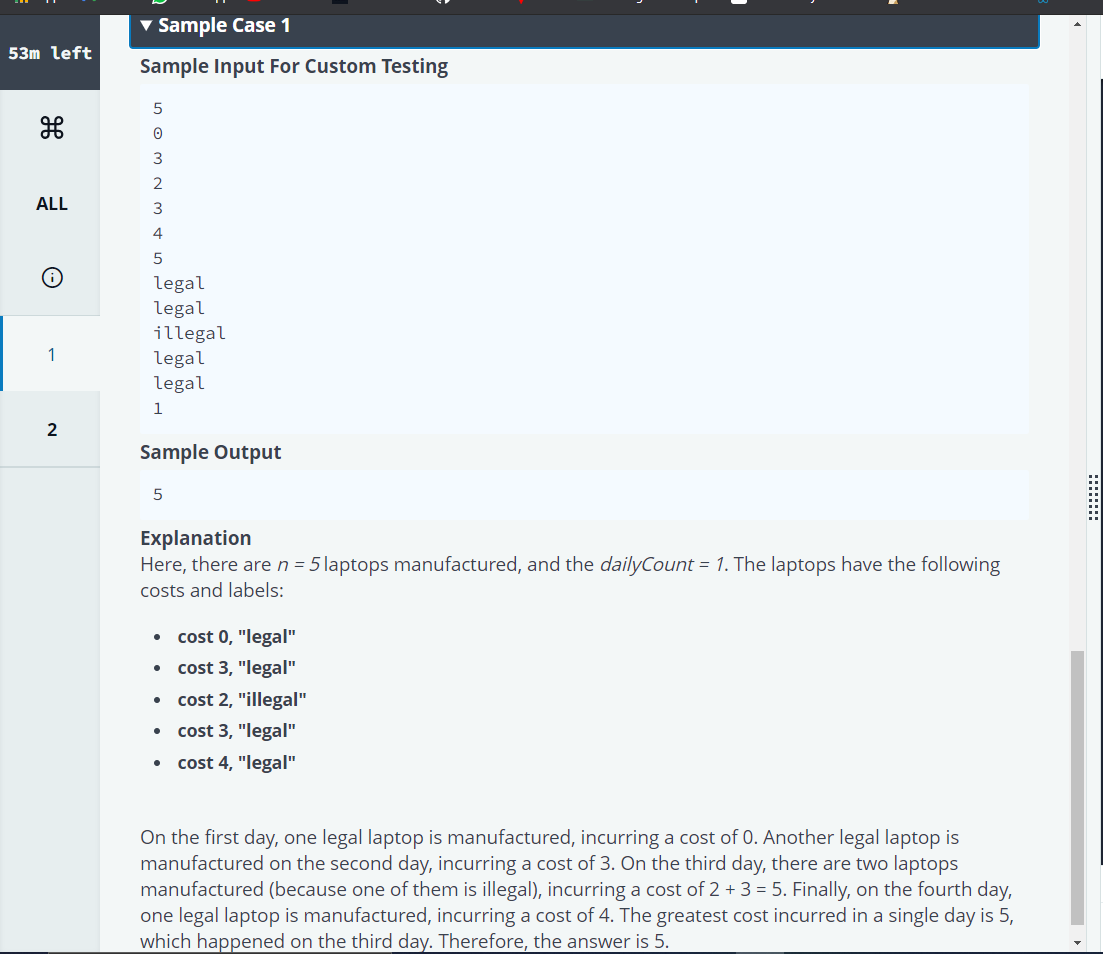 ▼ Sample Case 1
53m left
Sample Input For Custom Testing
5
0
3
2
3
4
5
legal
legal
illegal
legal
legal
1
⌘
ALL
1
2
Sample Output
5
Explanation
Here, there are n = 5 laptops manufactured, and the dailyCount = 1. The laptops have the following
costs and labels:
• cost 0, "legal"
• cost 3, "legal"
• cost 2, "illegal"
• cost 3, "legal"
• cost 4, "legal"
On the first day, one legal laptop is manufactured, incurring a cost of 0. Another legal laptop is
manufactured on the second day, incurring a cost of 3. On the third day, there are two laptops
manufactured (because one of them is illegal), incurring a cost of 2 + 3 = 5. Finally, on the fourth day,
one legal laptop is manufactured, incurring a cost of 4. The greatest cost incurred in a single day is 5,
which happened on the third day. Therefore, the answer is 5.